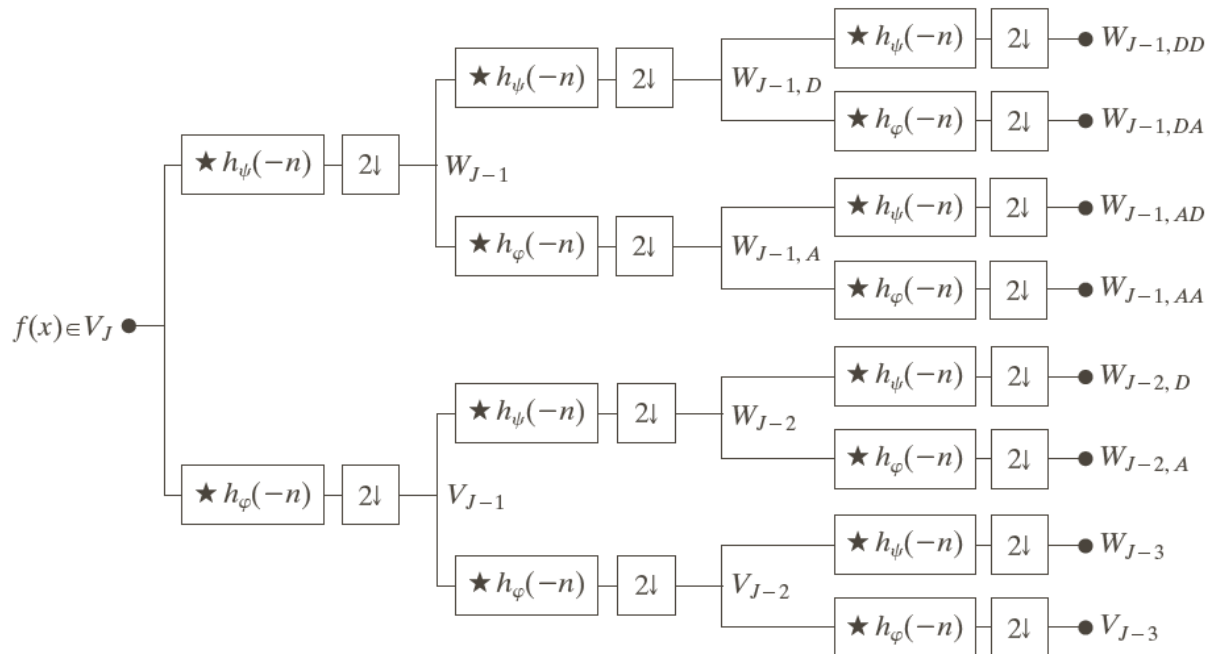 ★ h_ψ(−n) 2↓ W_{J−1, DD}
★ h_ψ(−n) 2↓ W_{J−1, D}
★ h_φ(−n) 2↓ W_{J−1, DA}
★ h_ψ(−n) 2↓ W_{J−1}
★ h_ψ(−n) 2↓ W_{J−1, AD}
★ h_φ(−n) 2↓ W_{J−1, A}
★ h_φ(−n) 2↓ W_{J−1, AA}
f(x)∈V_J
★ h_ψ(−n) 2↓ W_{J−2, D}
★ h_ψ(−n) 2↓ W_{J−2}
★ h_φ(−n) 2↓ W_{J−2, A}
★ h_φ(−n) 2↓ V_{J−1}
★ h_ψ(−n) 2↓ W_{J−3}
★ h_φ(−n) 2↓ V_{J−2}
★ h_φ(−n) 2↓ V_{J−3}